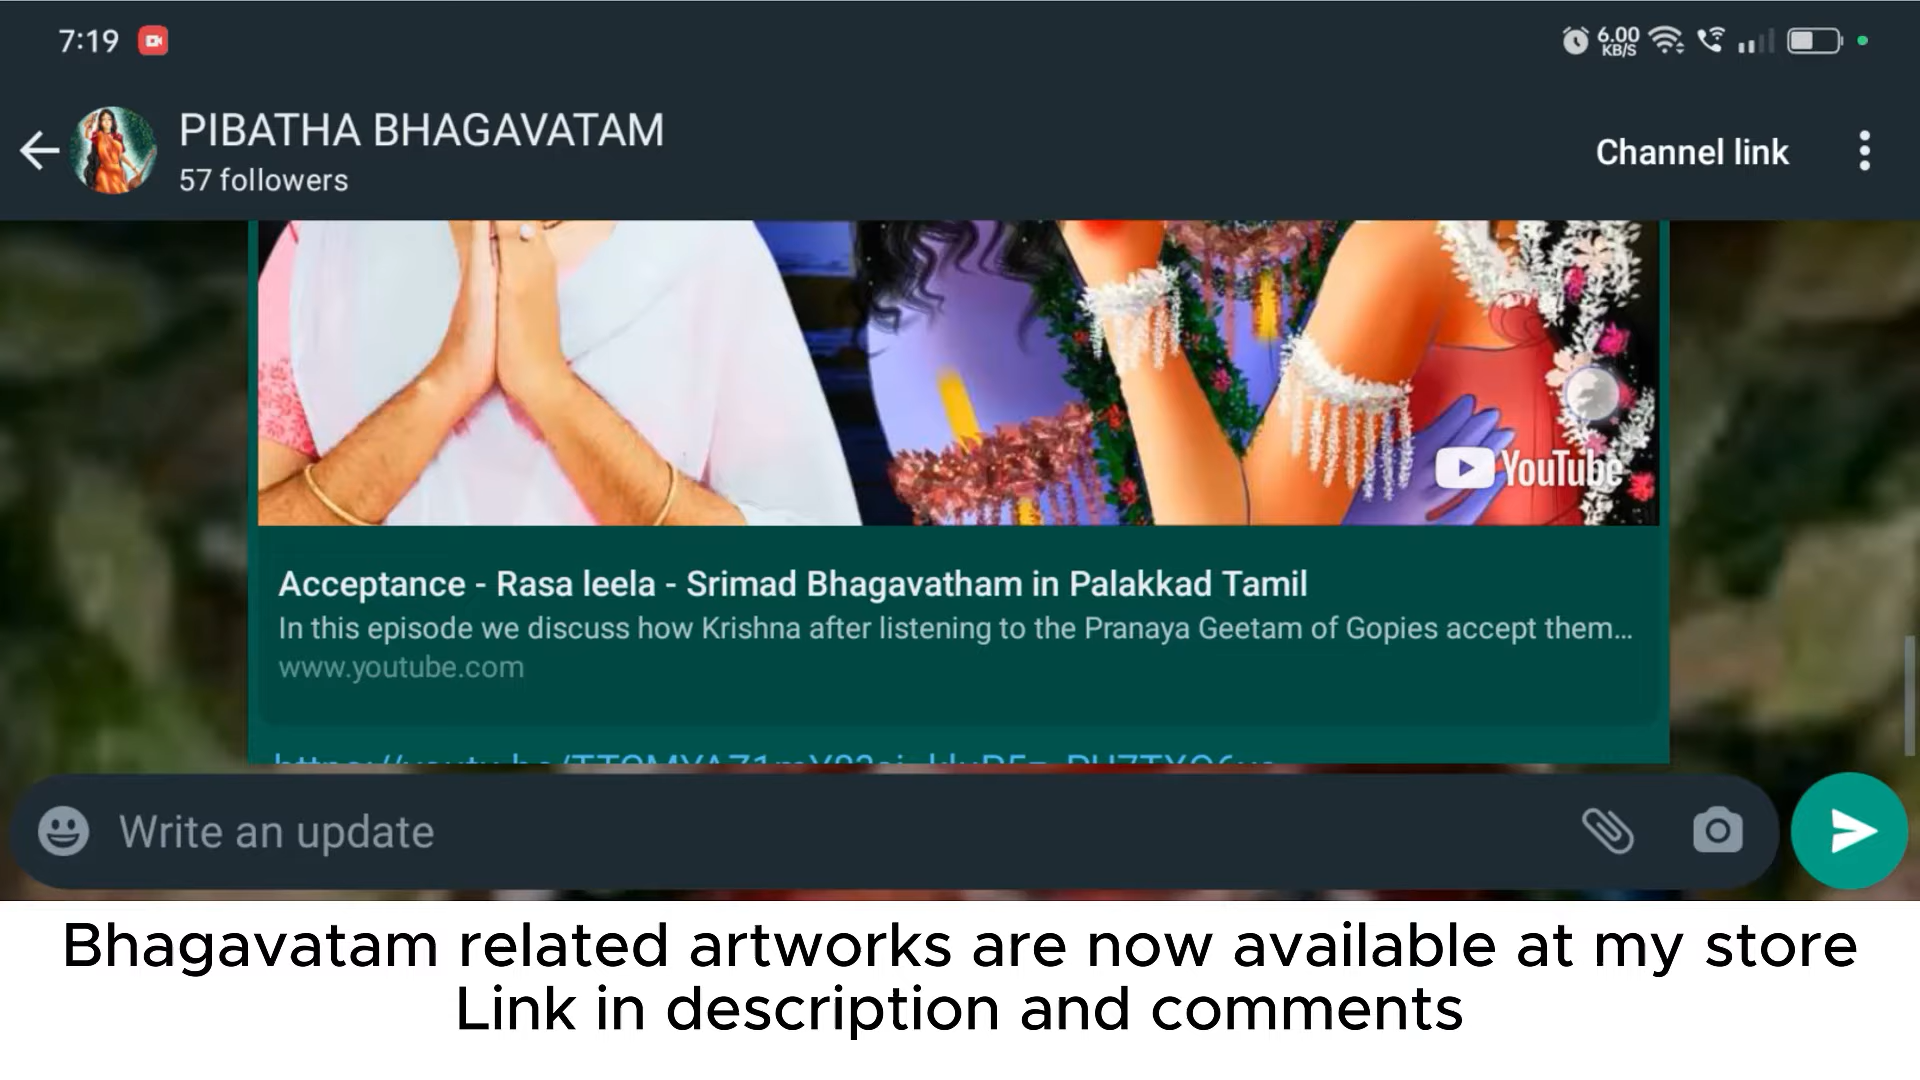 7:19
6.00
KB/S
PIBATHA BHAGAVATAM
57 followers
Channel link
YouTube
Acceptance - Rasa leela - Srimad Bhagavatham in Palakkad Tamil
In this episode we discuss how Krishna after listening to the Pranaya Geetam of Gopies accept them...
www.youtube.com
Write an update
Bhagavatam related artworks are now available at my store
Link in description and comments